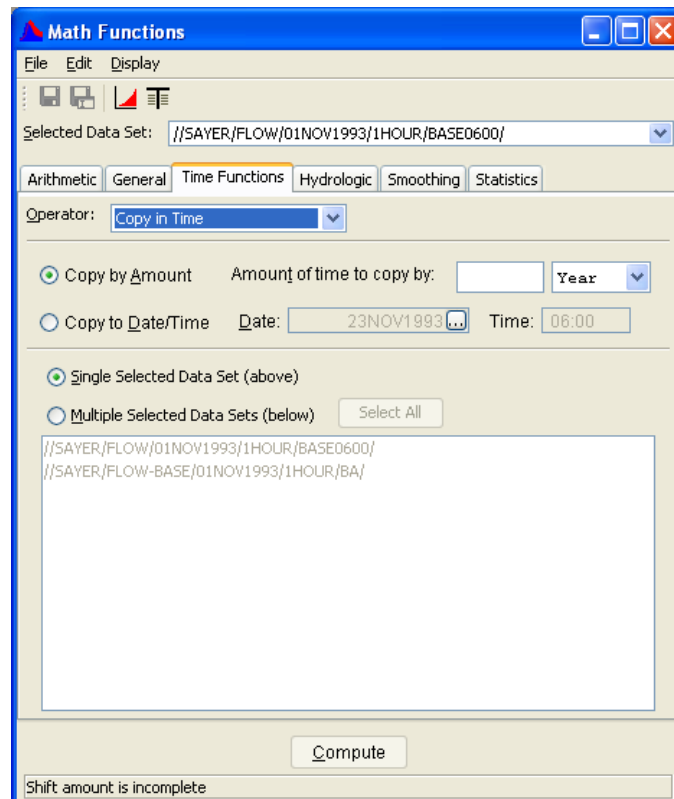 Math Functions
File Edit Display
Selected Data Set: //SAYER/FLOW/01NOV1993/1HOUR/BASE0600/
Arithmetic General Time Functions Hydrologic Smoothing Statistics
Operator: Copy in Time
Copy by Amount Amount of time to copy by: Year
Copy to Date/Time Date: 23NOV1993 ... Time: 06:00
Single Selected Data Set (above)
Multiple Selected Data Sets (below) Select All
//SAYER/FLOW/01NOV1993/1HOUR/BASE0600/
//SAYER/FLOW-BASE/01NOV1993/1HOUR/BA/
Compute
Shift amount is incomplete